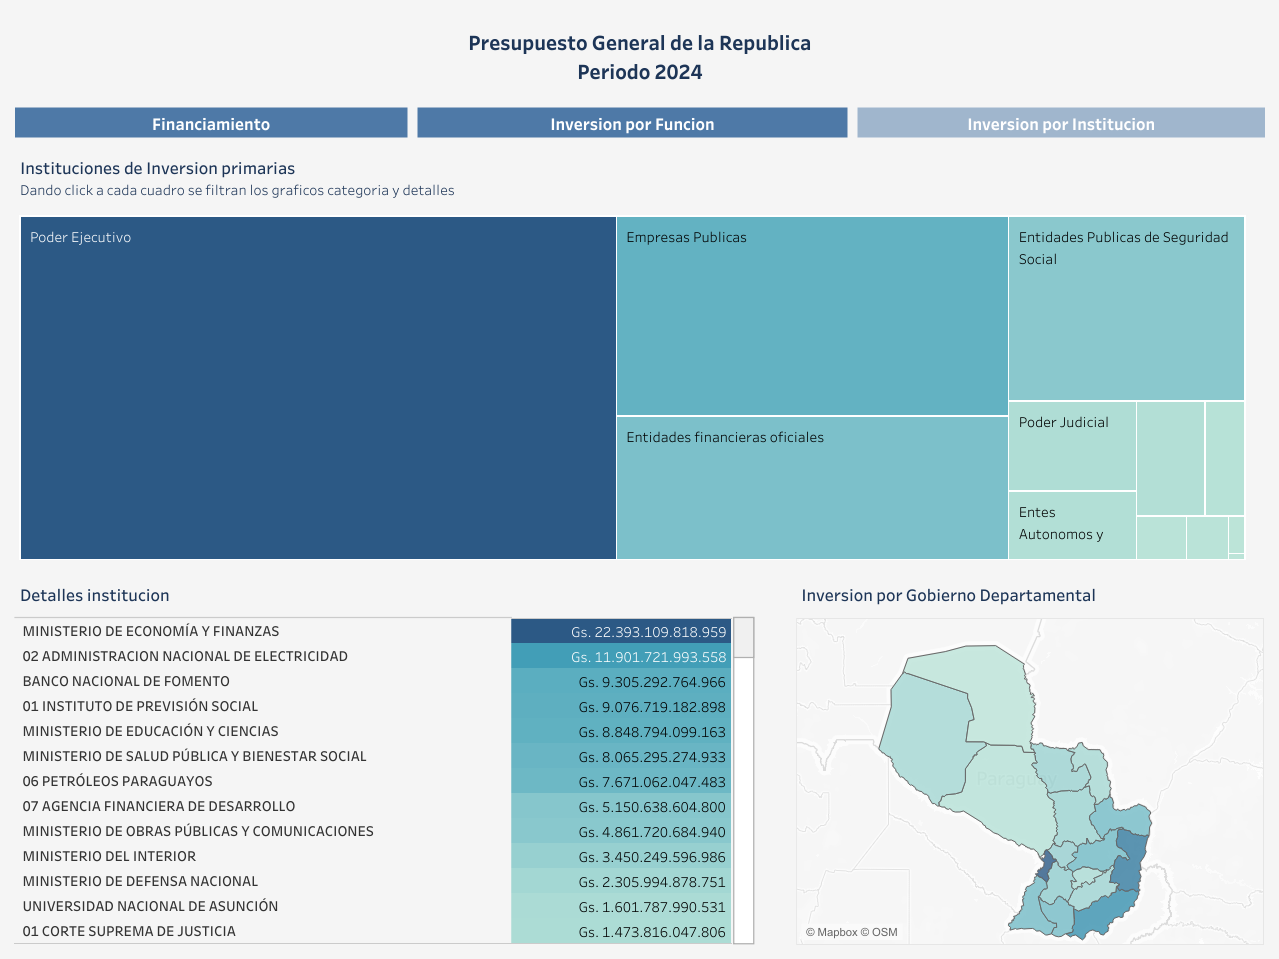 Presupuesto General de la Republica
Periodo 2024
Financiamiento
Inversion por Funcion
Inversion por Institucion
Instituciones de Inversion primarias
Dando click a cada cuadro se filtran los graficos categoria y detalles
Poder Ejecutivo
Empresas Publicas
Entidades Publicas de Seguridad
Social
Entidades financieras oficiales
Poder Judicial
Entes
Autonomos y
Detalles institucion
MINISTERIO DE ECONOMÍA Y FINANZAS Gs. 22.393.109.818.959
02 ADMINISTRACION NACIONAL DE ELECTRICIDAD Gs. 11.901.721.993.558
BANCO NACIONAL DE FOMENTO Gs. 9.305.292.764.966
01 INSTITUTO DE PREVISIÓN SOCIAL Gs. 9.076.719.182.898
MINISTERIO DE EDUCACIÓN Y CIENCIAS Gs. 8.848.794.099.163
MINISTERIO DE SALUD PÚBLICA Y BIENESTAR SOCIAL Gs. 8.065.295.274.933
06 PETRÓLEOS PARAGUAYOS Gs. 7.671.062.047.483
07 AGENCIA FINANCIERA DE DESARROLLO Gs. 5.150.638.604.800
MINISTERIO DE OBRAS PÚBLICAS Y COMUNICACIONES Gs. 4.861.720.684.940
MINISTERIO DEL INTERIOR Gs. 3.450.249.596.986
MINISTERIO DE DEFENSA NACIONAL Gs. 2.305.994.878.751
UNIVERSIDAD NACIONAL DE ASUNCIÓN Gs. 1.601.787.990.531
01 CORTE SUPREMA DE JUSTICIA Gs. 1.473.816.047.806
Inversion por Gobierno Departamental
Paraguay
© Mapbox © OSM